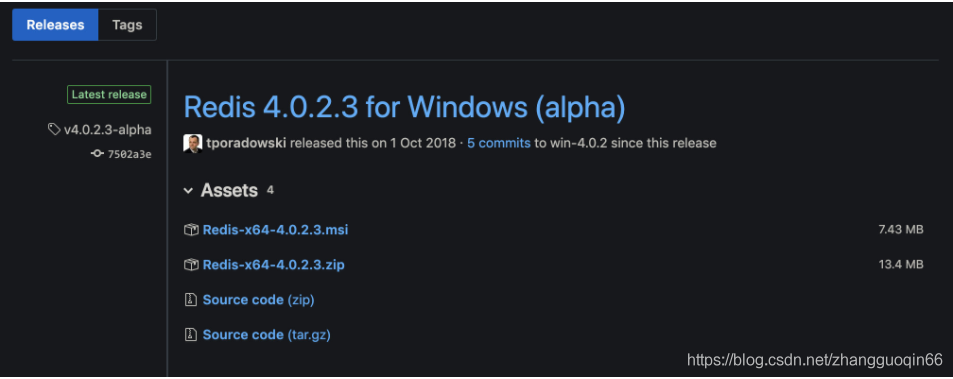 Releases Tags
Latest release
v4.0.2.3-alpha
7502a3e
Redis 4.0.2.3 for Windows (alpha)
tporadowski released this on 1 Oct 2018 · 5 commits to win-4.0.2 since this release
Assets 4
Redis-x64-4.0.2.3.msi 7.43 MB
Redis-x64-4.0.2.3.zip 13.4 MB
Source code (zip)
Source code (tar.gz)
https://blog.csdn.net/zhangguoqin66